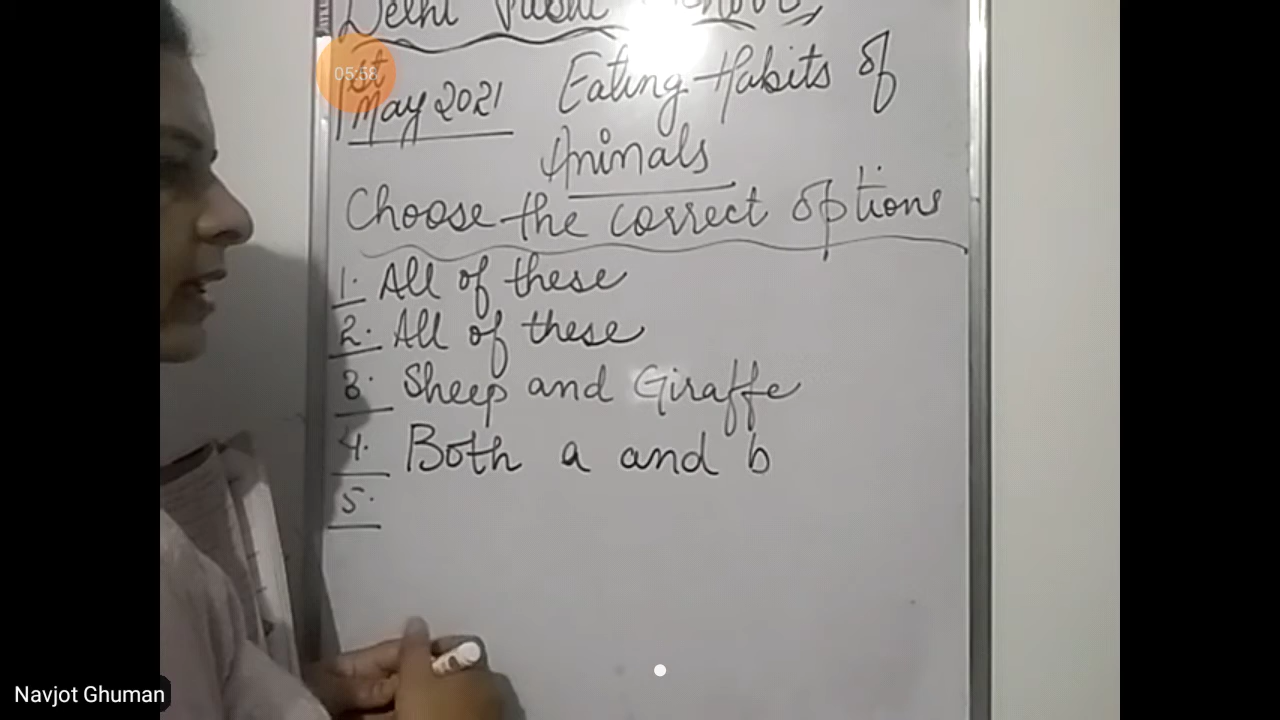 Delhi
1st May 2021 Eating Habits of
Animals
Choose the correct options
1. All of these
2. All of these
3. Sheep and Giraffe
4. Both a and b
5.
05:58
Navjot Ghuman